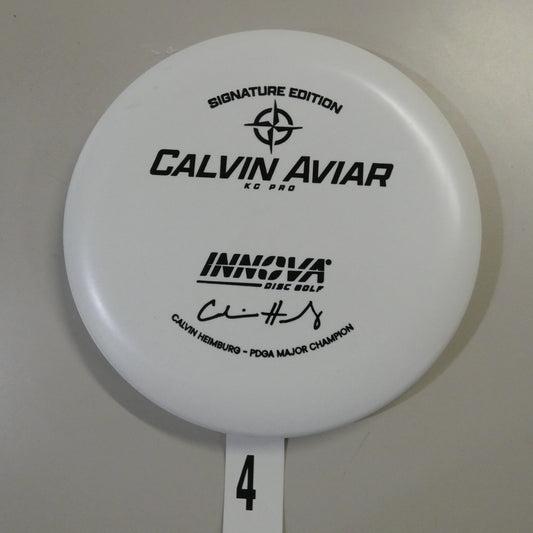 SIGNATURE EDITION
CALVIN AVIAR
KC PRO
INNOVA®
DISC GOLF
CALVIN HEIMBURG - PDGA MAJOR CHAMPION
4